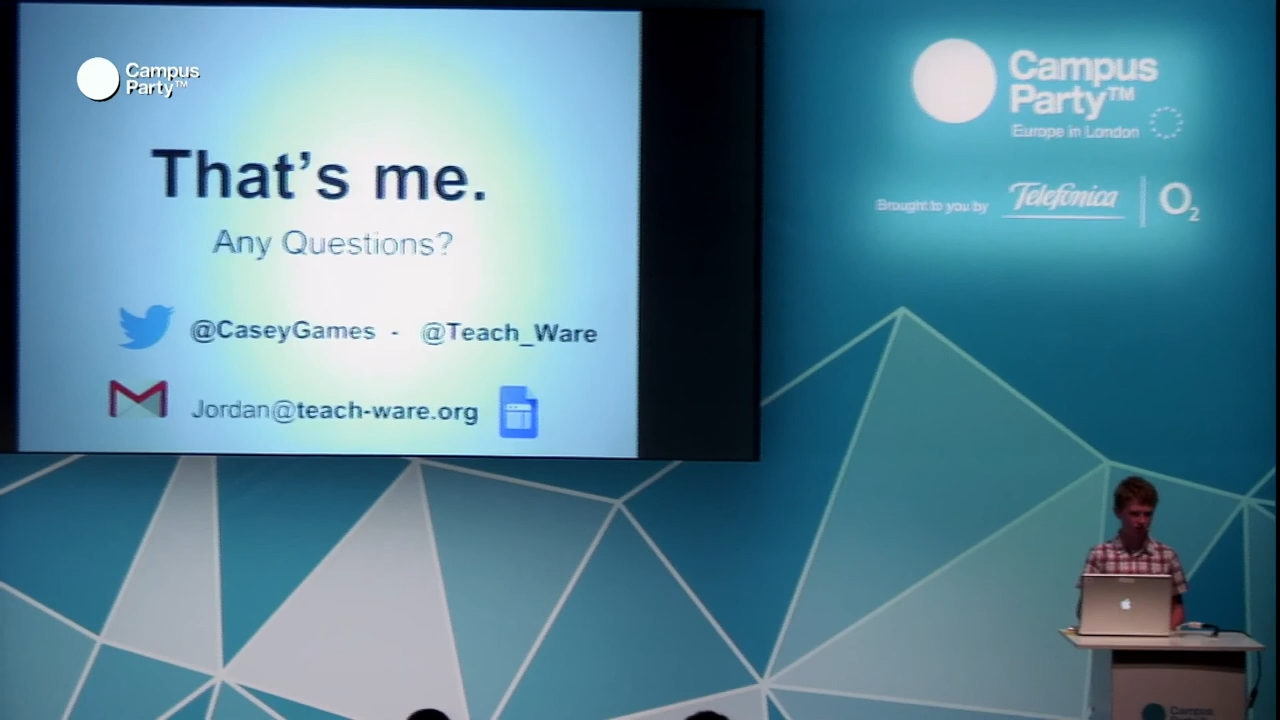 Campus
Party™
That's me.
Any Questions?
@CaseyGames - @Teach_Ware
Jordan@teach-ware.org
Campus
Party™
Europe in London
Brought to you by
Telefonica
O2
Campus